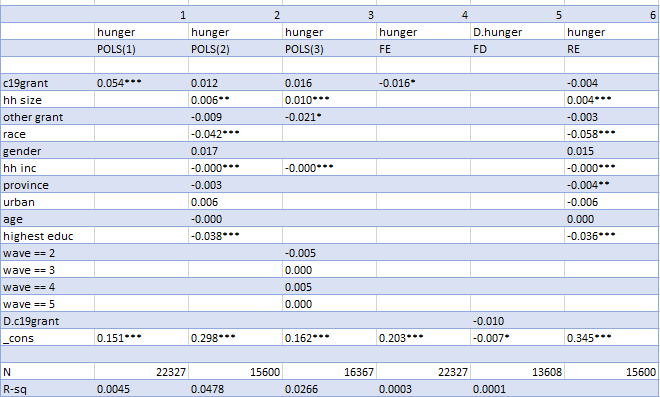 1 2 3 4 5 6
hunger hunger hunger hunger D.hunger hunger
POLS(1) POLS(2) POLS(3) FE FD RE
c19grant 0.054*** 0.012 0.016 -0.016* -0.004
hh size 0.006** 0.010*** 0.004***
other grant -0.009 -0.021* -0.003
race -0.042*** -0.058***
gender 0.017 0.015
hh inc -0.000*** -0.000*** -0.000***
province -0.003 -0.004**
urban 0.006 -0.006
age -0.000 0.000
highest educ -0.038*** -0.036***
wave == 2 -0.005
wave == 3 0.000
wave == 4 0.005
wave == 5 0.000
D.c19grant -0.010
_cons 0.151*** 0.298*** 0.162*** 0.203*** -0.007* 0.345***
N 22327 15600 16367 22327 13608 15600
R-sq 0.0045 0.0478 0.0266 0.0003 0.0001